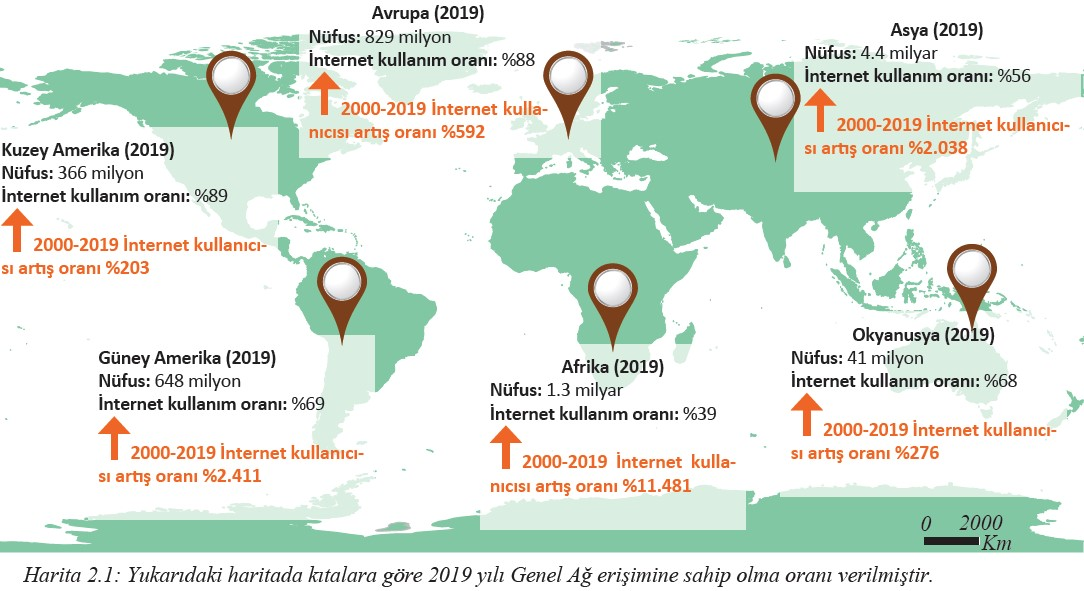 Avrupa (2019)
Nüfus: 829 milyon
İnternet kullanım oranı: %88
2000-2019 İnternet kulla-
nıcısı artış oranı %592
Asya (2019)
Nüfus: 4.4 milyar
İnternet kullanım oranı: %56
2000-2019 İnternet kullanıcı-
sı artış oranı %2.038
Kuzey Amerika (2019)
Nüfus: 366 milyon
İnternet kullanım oranı: %89
2000-2019 İnternet kullanıcı-
sı artış oranı %203
Güney Amerika (2019)
Nüfus: 648 milyon
İnternet kullanım oranı: %69
2000-2019 İnternet kullanıcı-
sı artış oranı %2.411
Afrika (2019)
Nüfus: 1.3 milyar
İnternet kullanım oranı: %39
2000-2019 İnternet kulla-
nıcısı artış oranı %11.481
Okyanusya (2019)
Nüfus: 41 milyon
İnternet kullanım oranı: %68
2000-2019 İnternet kullanıcı-
sı artış oranı %276
0 2000
Km
Harita 2.1: Yukarıdaki haritada kıtalara göre 2019 yılı Genel Ağ erişimine sahip olma oranı verilmiştir.